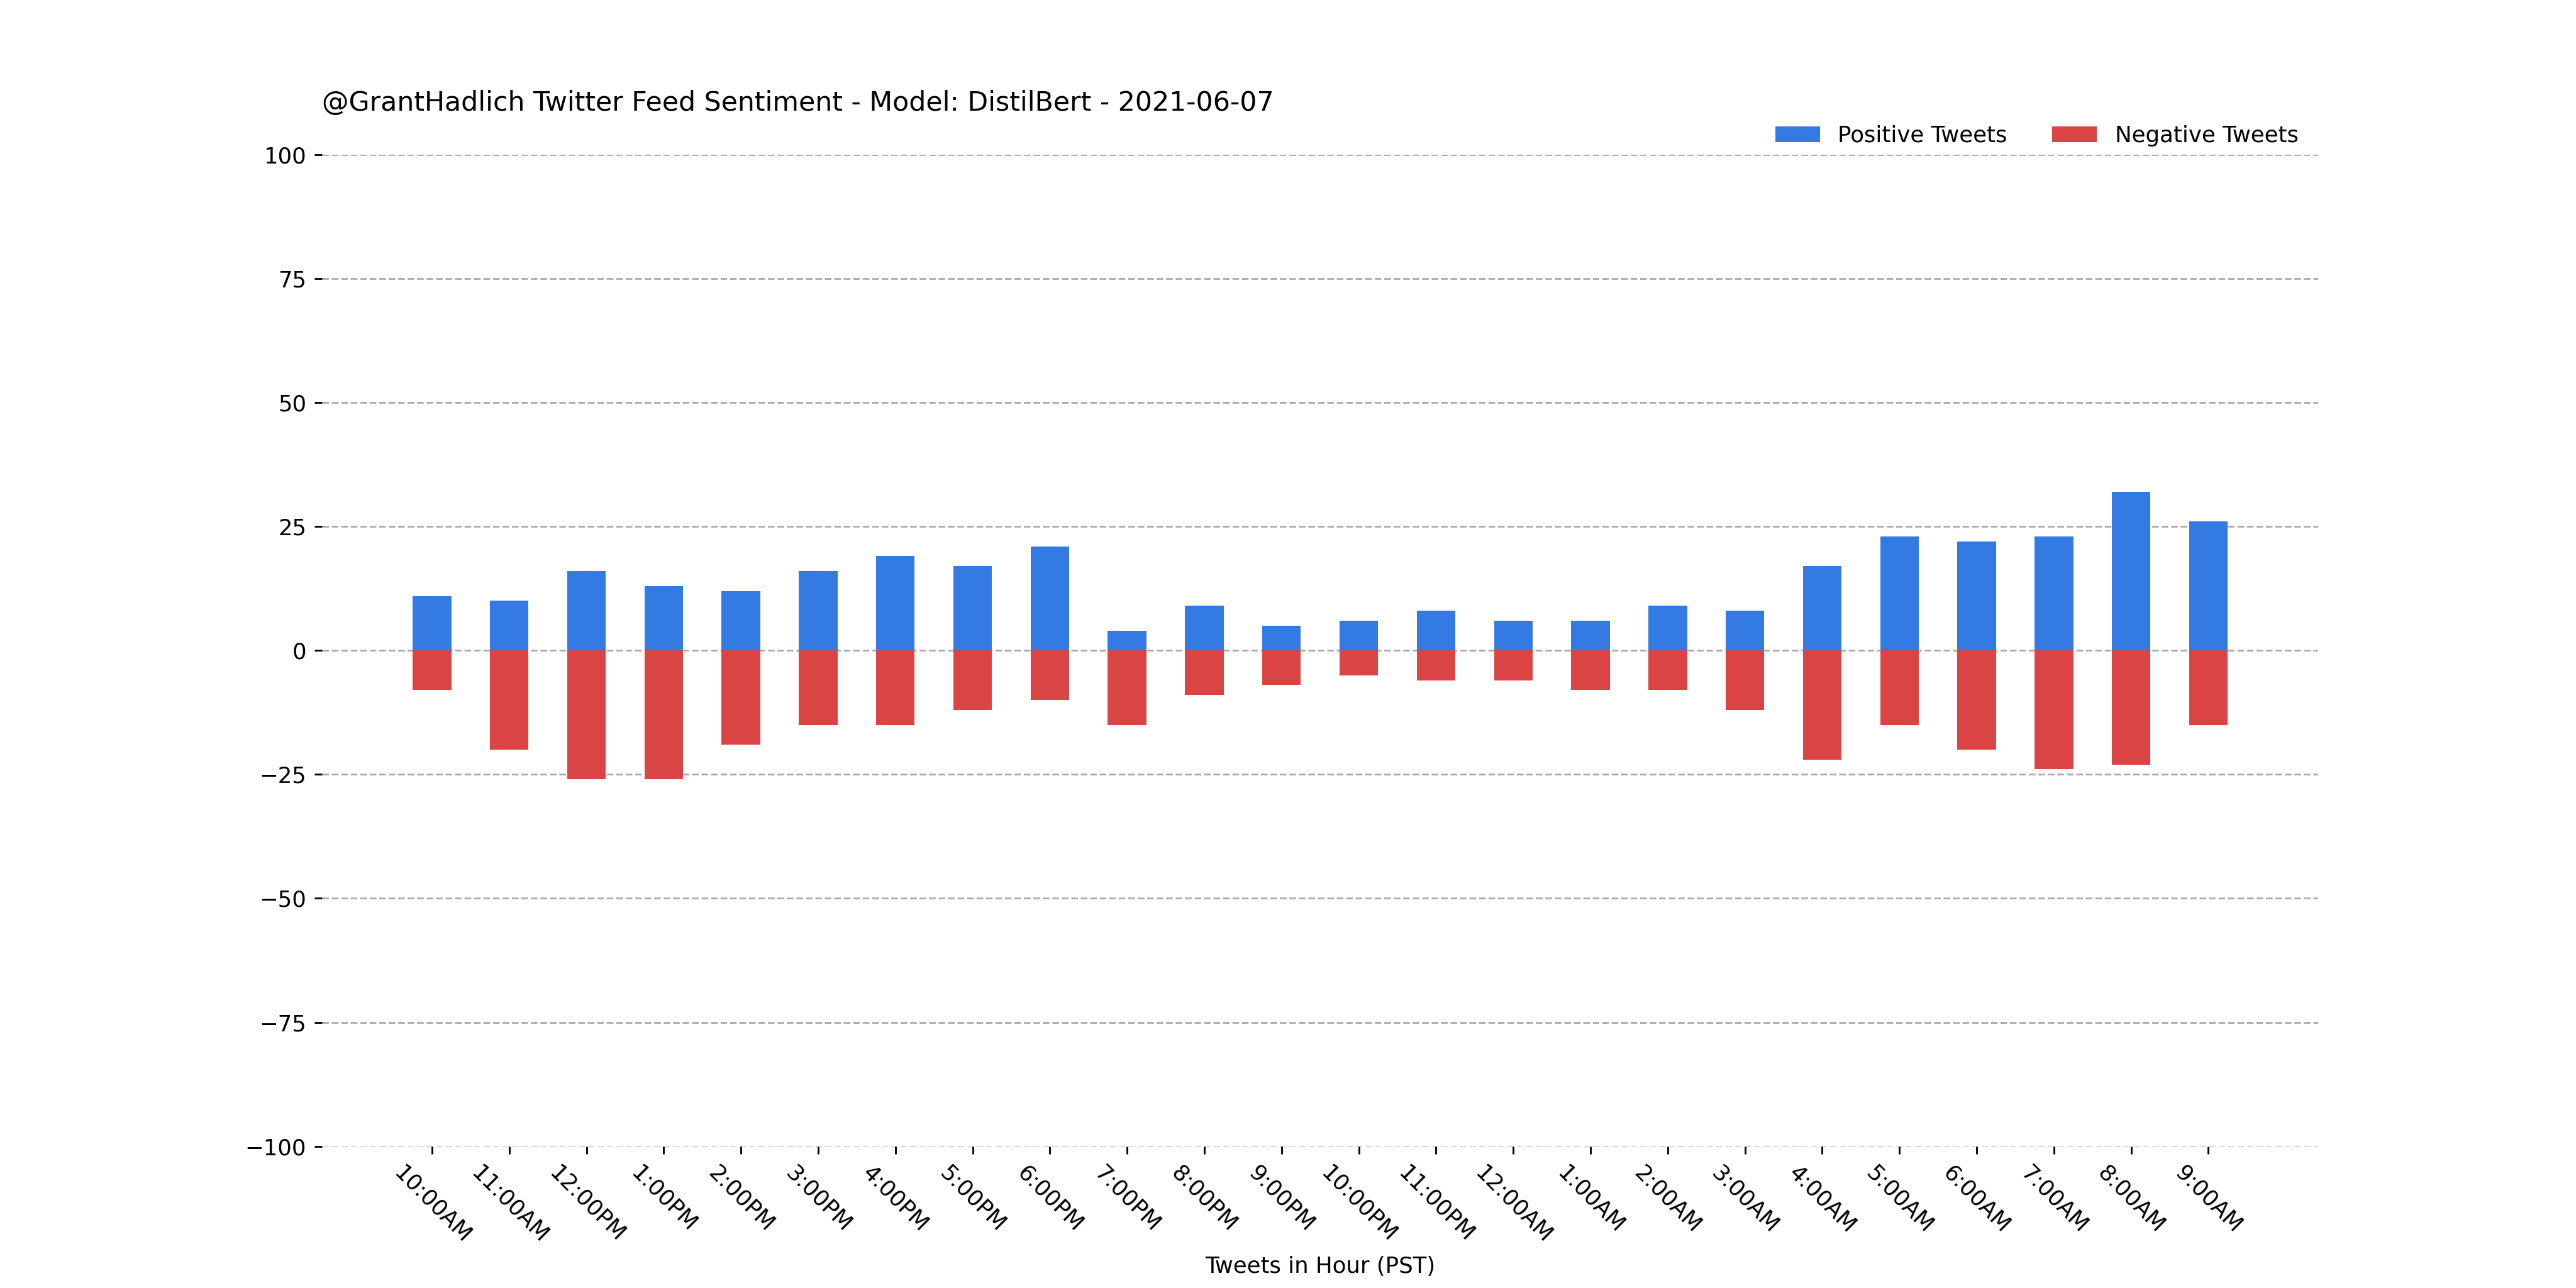 @GrantHadlich Twitter Feed Sentiment - Model: DistilBert - 2021-06-07
Positive Tweets
Negative Tweets
100
75
50
25
0
−25
−50
−75
−100
10:00AM
11:00AM
12:00PM
1:00PM
2:00PM
3:00PM
4:00PM
5:00PM
6:00PM
7:00PM
8:00PM
9:00PM
10:00PM
11:00PM
12:00AM
1:00AM
2:00AM
3:00AM
4:00AM
5:00AM
6:00AM
7:00AM
8:00AM
9:00AM
Tweets in Hour (PST)